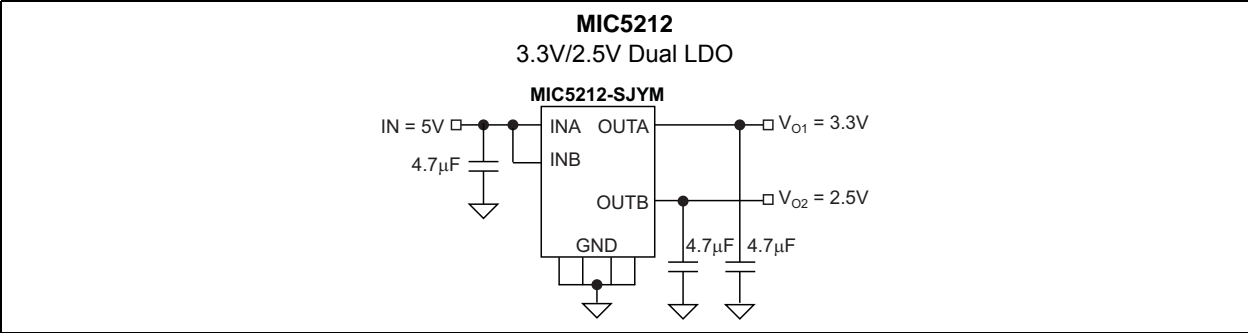 MIC5212
3.3V/2.5V Dual LDO
MIC5212-SJYM
IN = 5V
INA OUTA
VO1 = 3.3V
4.7μF
INB
OUTB
VO2 = 2.5V
GND
4.7μF 4.7μF